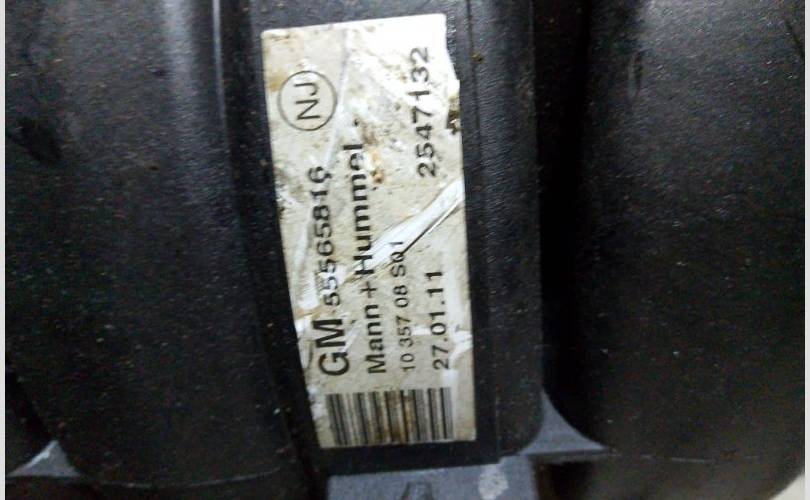 NJ
GM 55565816
Mann+Hummel
10 357 08 S01
27.01.11
2547132